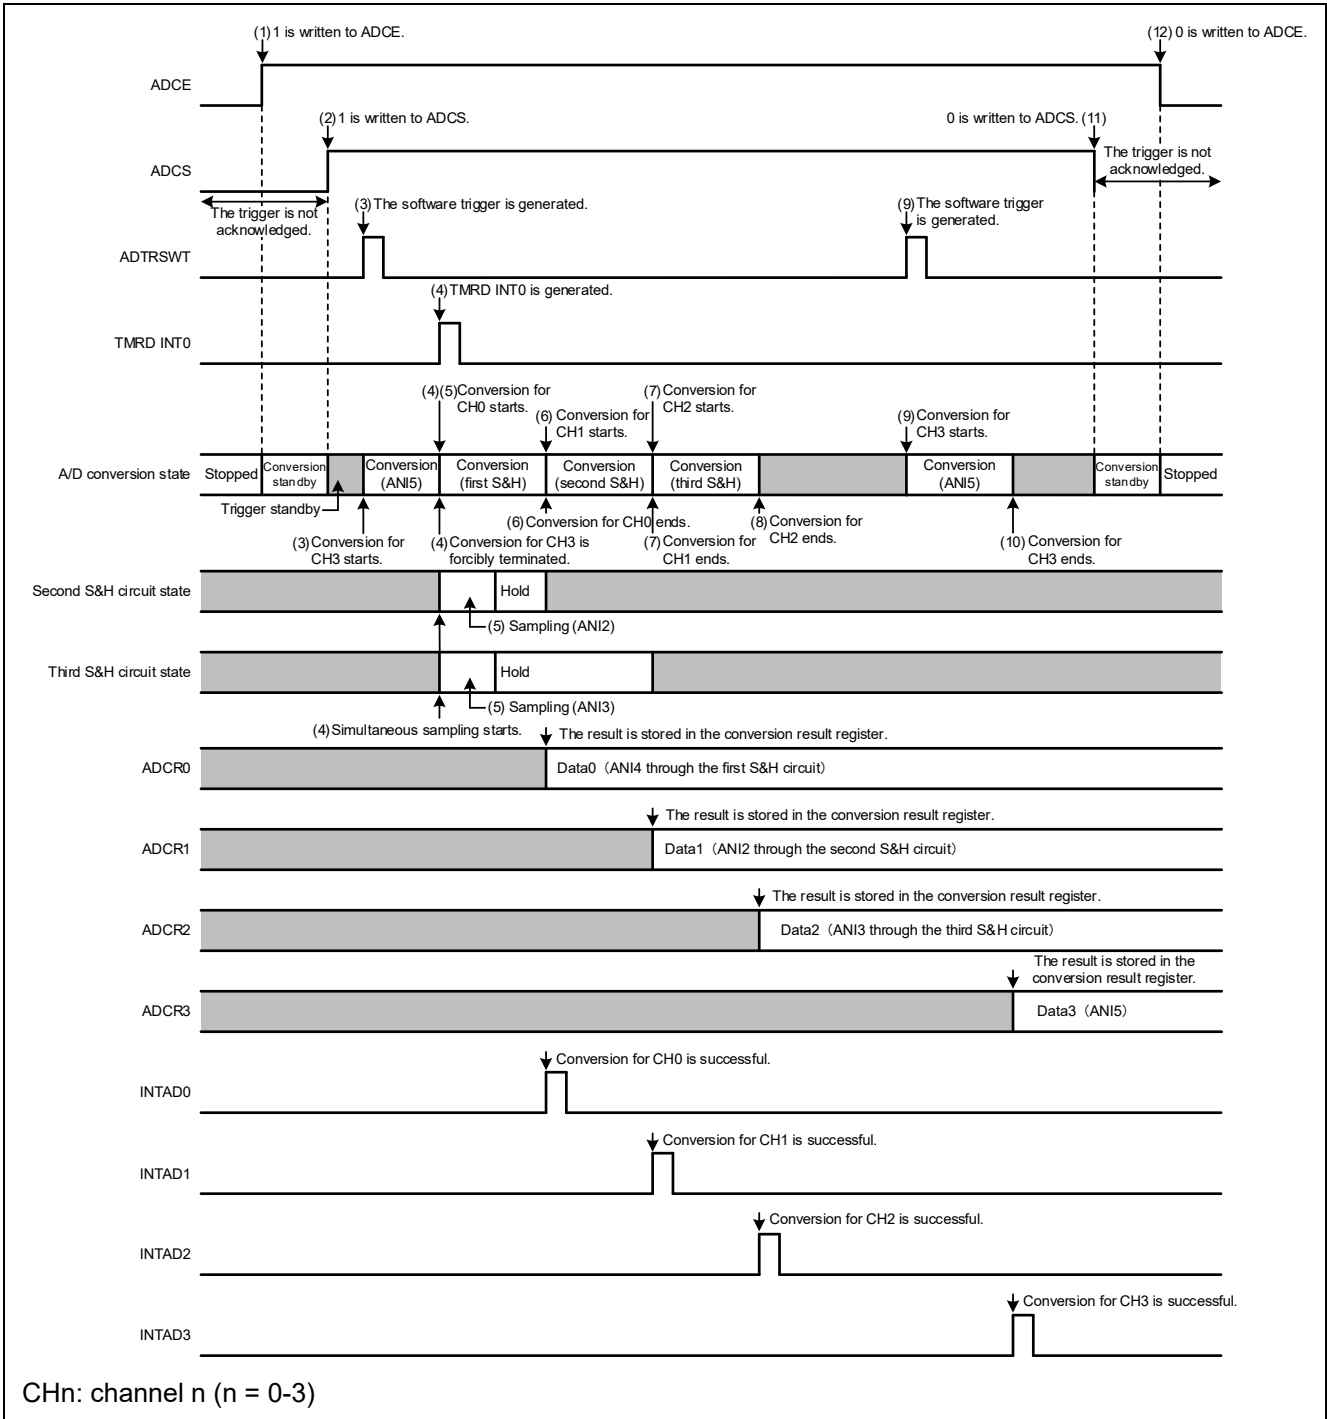 (1) 1 is written to ADCE.
(12) 0 is written to ADCE.
ADCE
(2) 1 is written to ADCS.
0 is written to ADCS. (11)
ADCS
The trigger is not
acknowledged.
The trigger is not
acknowledged.
(3) The software trigger is generated.
(9) The software trigger
is generated.
ADTRSWT
(4) TMRD INT0 is generated.
TMRD INT0
(4)(5) Conversion for
CH0 starts.
(6) Conversion for
CH1 starts.
(7) Conversion for
CH2 starts.
(9) Conversion for
CH3 starts.
A/D conversion state
Stopped
Conversion
standby
Conversion
(ANI5)
Conversion
(first S&H)
Conversion
(second S&H)
Conversion
(third S&H)
Conversion
(ANI5)
Conversion
standby
Stopped
Trigger standby
(3) Conversion for
CH3 starts.
(4) Conversion for CH3 is
forcibly terminated.
(6) Conversion for CH0 ends.
(7) Conversion for
CH1 ends.
(8) Conversion for
CH2 ends.
(10) Conversion for
CH3 ends.
Second S&H circuit state
Hold
(5) Sampling (ANI2)
Third S&H circuit state
Hold
(5) Sampling (ANI3)
(4) Simultaneous sampling starts.
The result is stored in the conversion result register.
ADCR0
Data0 (ANI4 through the first S&H circuit)
The result is stored in the conversion result register.
ADCR1
Data1 (ANI2 through the second S&H circuit)
The result is stored in the conversion result register.
ADCR2
Data2 (ANI3 through the third S&H circuit)
The result is stored in the
conversion result register.
ADCR3
Data3 (ANI5)
Conversion for CH0 is successful.
INTAD0
Conversion for CH1 is successful.
INTAD1
Conversion for CH2 is successful.
INTAD2
Conversion for CH3 is successful.
INTAD3
CHn: channel n (n = 0-3)